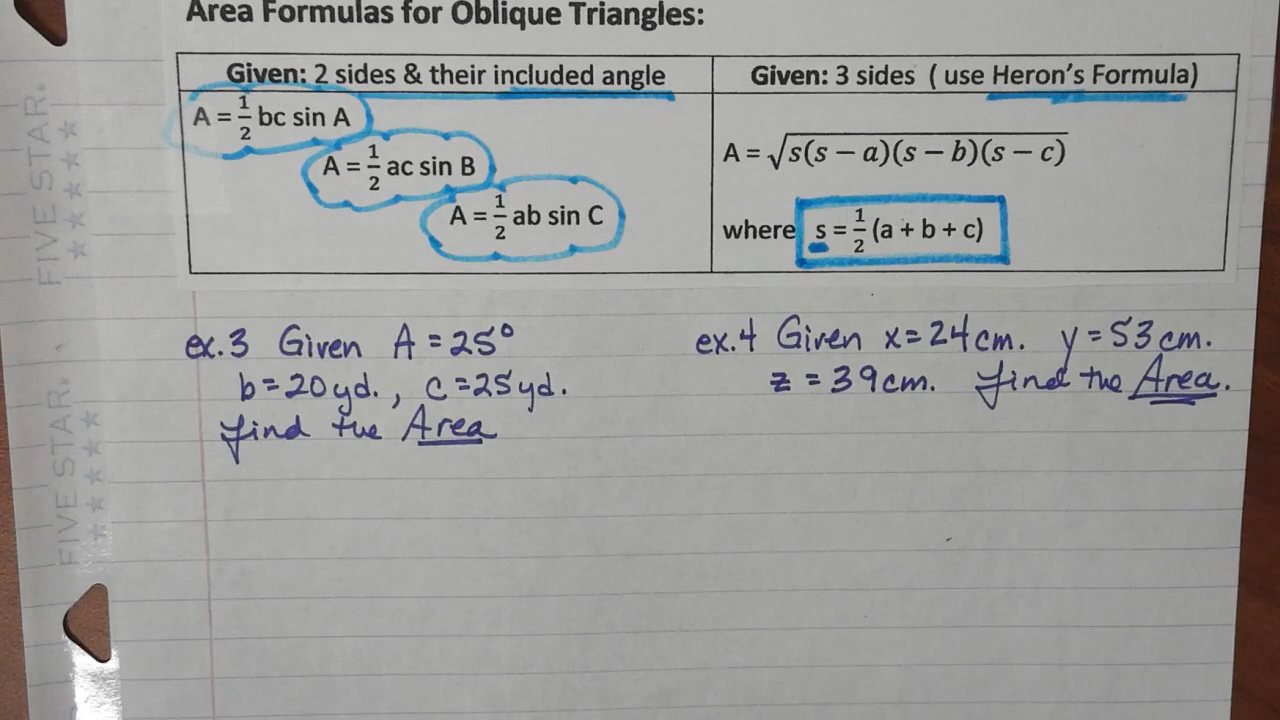 Area Formulas for Oblique Triangles:
Given: 2 sides & their included angle
A = 1/2 bc sin A
A = 1/2 ac sin B
A = 1/2 ab sin C
Given: 3 sides ( use Heron's Formula)
A = √s(s − a)(s − b)(s − c)
where s = 1/2 (a + b + c)
ex.3 Given A = 25°
b = 20 yd., c = 25 yd.
find the Area
ex.4 Given x = 24 cm. y = 53 cm.
z = 39 cm. find the Area.
FIVE STAR.
FIVE STAR.